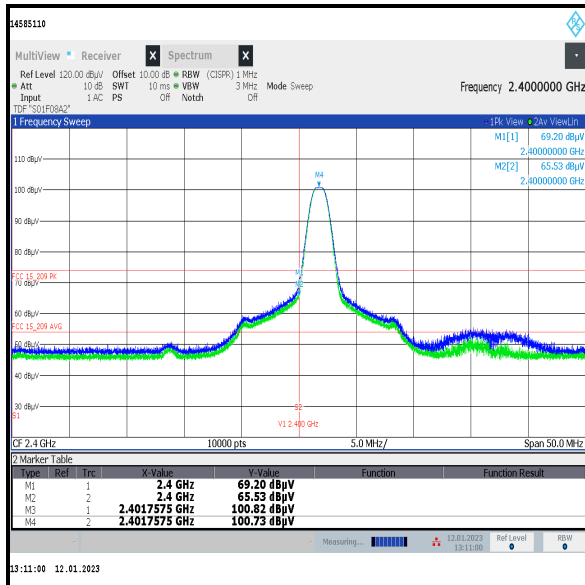 14585110
MultiView Receiver X Spectrum X
Ref Level 120.00 dBµV Offset 10.00 dB RBW (CISPR) 1 MHz
Att 10 dB SWT 10 ms VBW 3 MHz Mode Sweep Frequency 2.4000000 GHz
Input 1 AC PS Off Notch Off
TDF "S01F08A2"
1 Frequency Sweep 1Pk View 2Av ViewLin
M1[1] 69.20 dBµV
2.40000000 GHz
M2[2] 65.53 dBµV
2.40000000 GHz
110 dBµV
M4
100 dBµV
90 dBµV
80 dBµV
M1
FCC 15_209 PK
70 dBµV
M2
60 dBµV
FCC 15_209 AVG
50 dBµV
40 dBµV
30 dBµV
S1
S2
V1 2.400 GHz
CF 2.4 GHz 10000 pts 5.0 MHz/ Span 50.0 MHz
2 Marker Table
Type Ref Trc X-Value Y-Value Function Function Result
M1 1 2.4 GHz 69.20 dBµV
M2 2 2.4 GHz 65.53 dBµV
M3 1 2.4017575 GHz 100.82 dBµV
M4 2 2.4017575 GHz 100.73 dBµV
Measuring... 12.01.2023 13:11:00 Ref Level RBW
13:11:00 12.01.2023